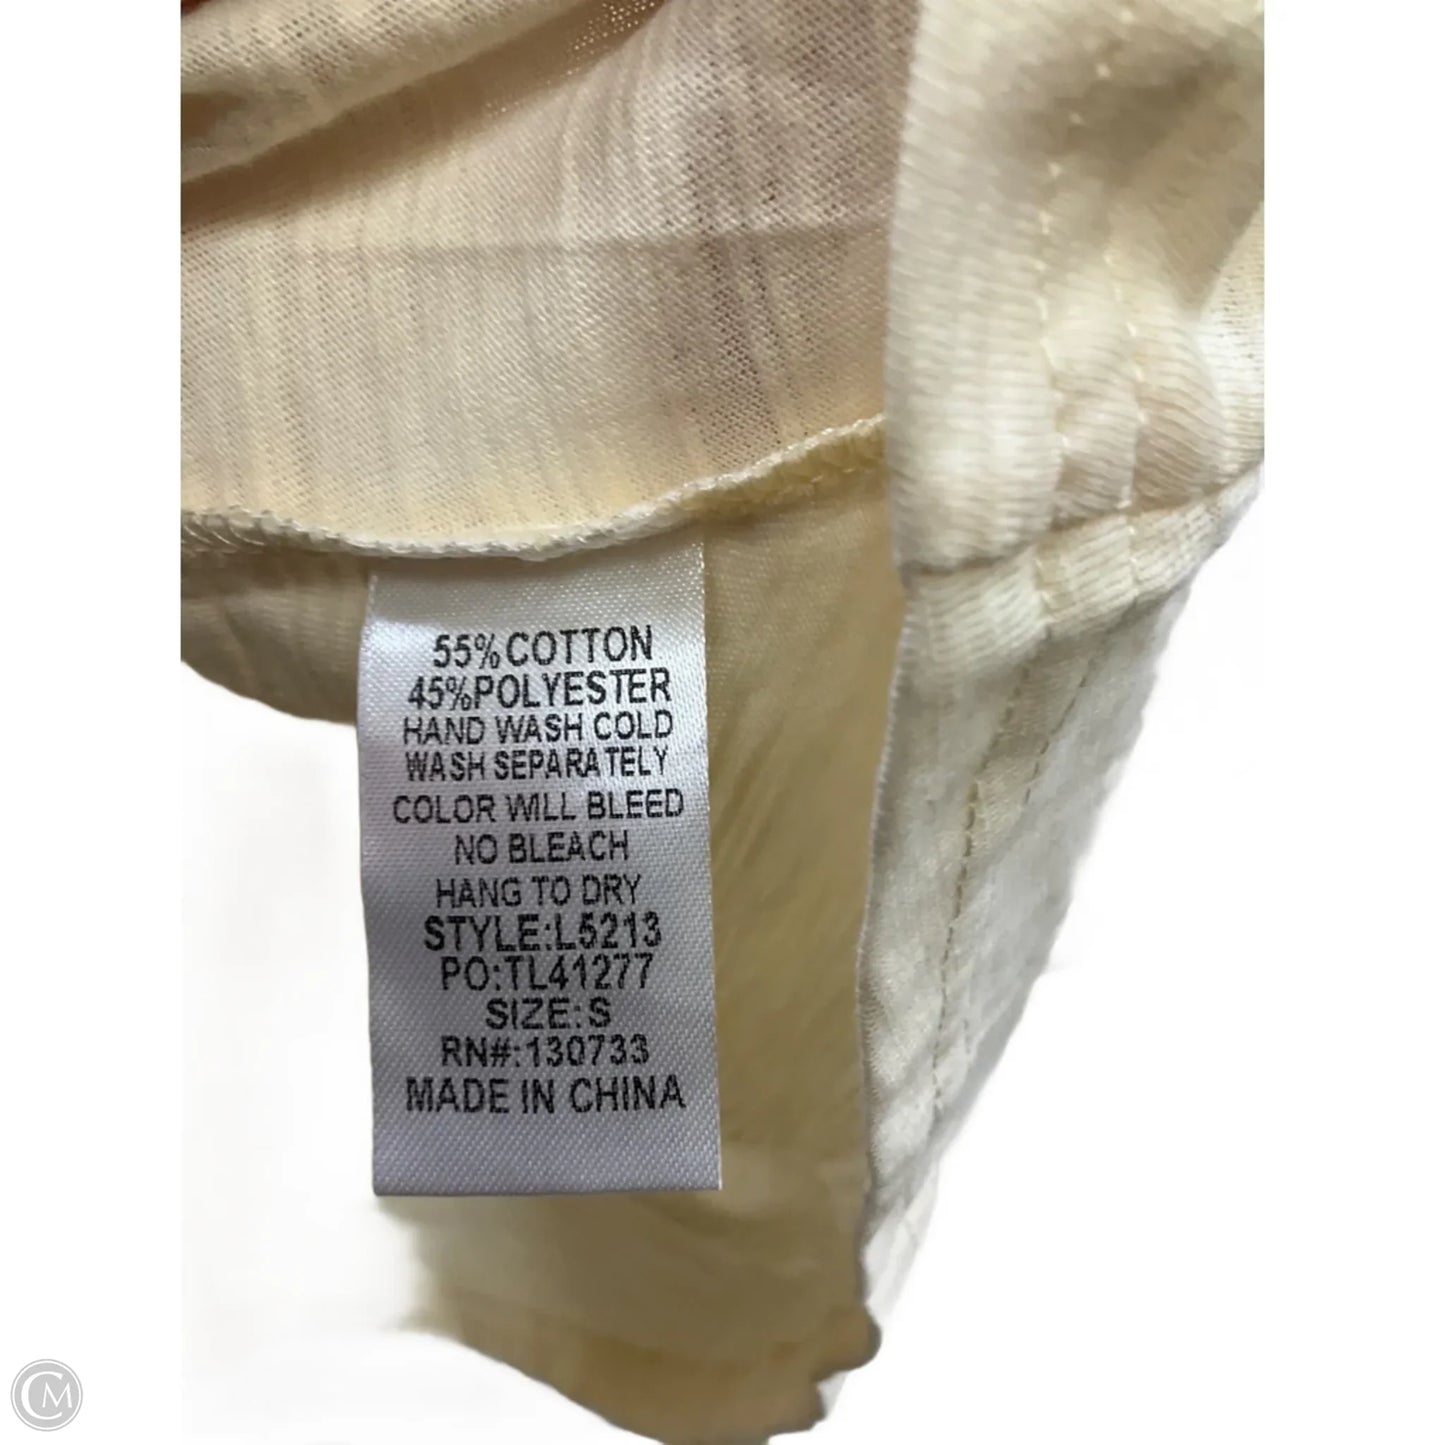 55%COTTON
45%POLYESTER
HAND WASH COLD
WASH SEPARATELY
COLOR WILL BLEED
NO BLEACH
HANG TO DRY
STYLE:L5213
PO:TL41277
SIZE:S
RN#:130733
MADE IN CHINA
CM